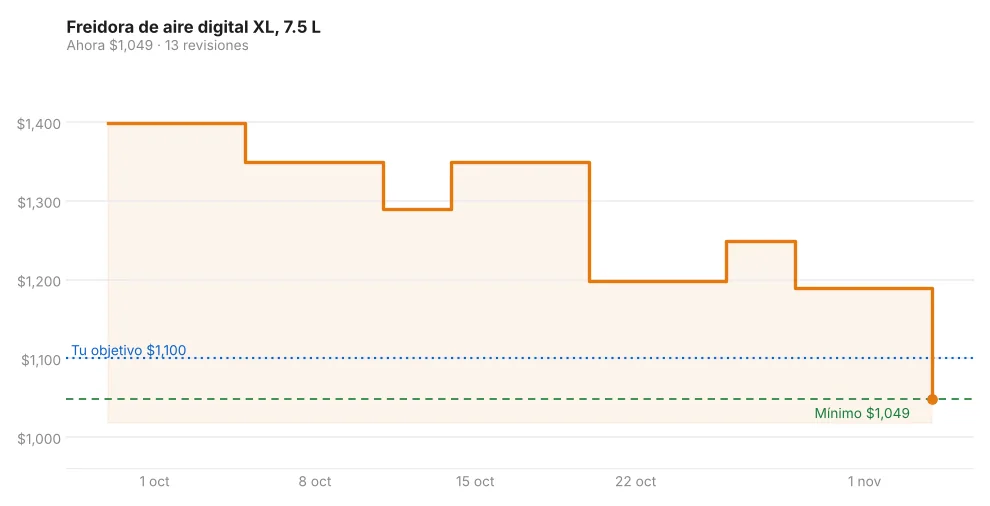 Freidora de aire digital XL, 7.5 L
Ahora $1,049 · 13 revisiones
$1,400
$1,300
$1,200
Tu objetivo $1,100
$1,100
Mínimo $1,049
$1,000
1 oct
8 oct
15 oct
22 oct
1 nov